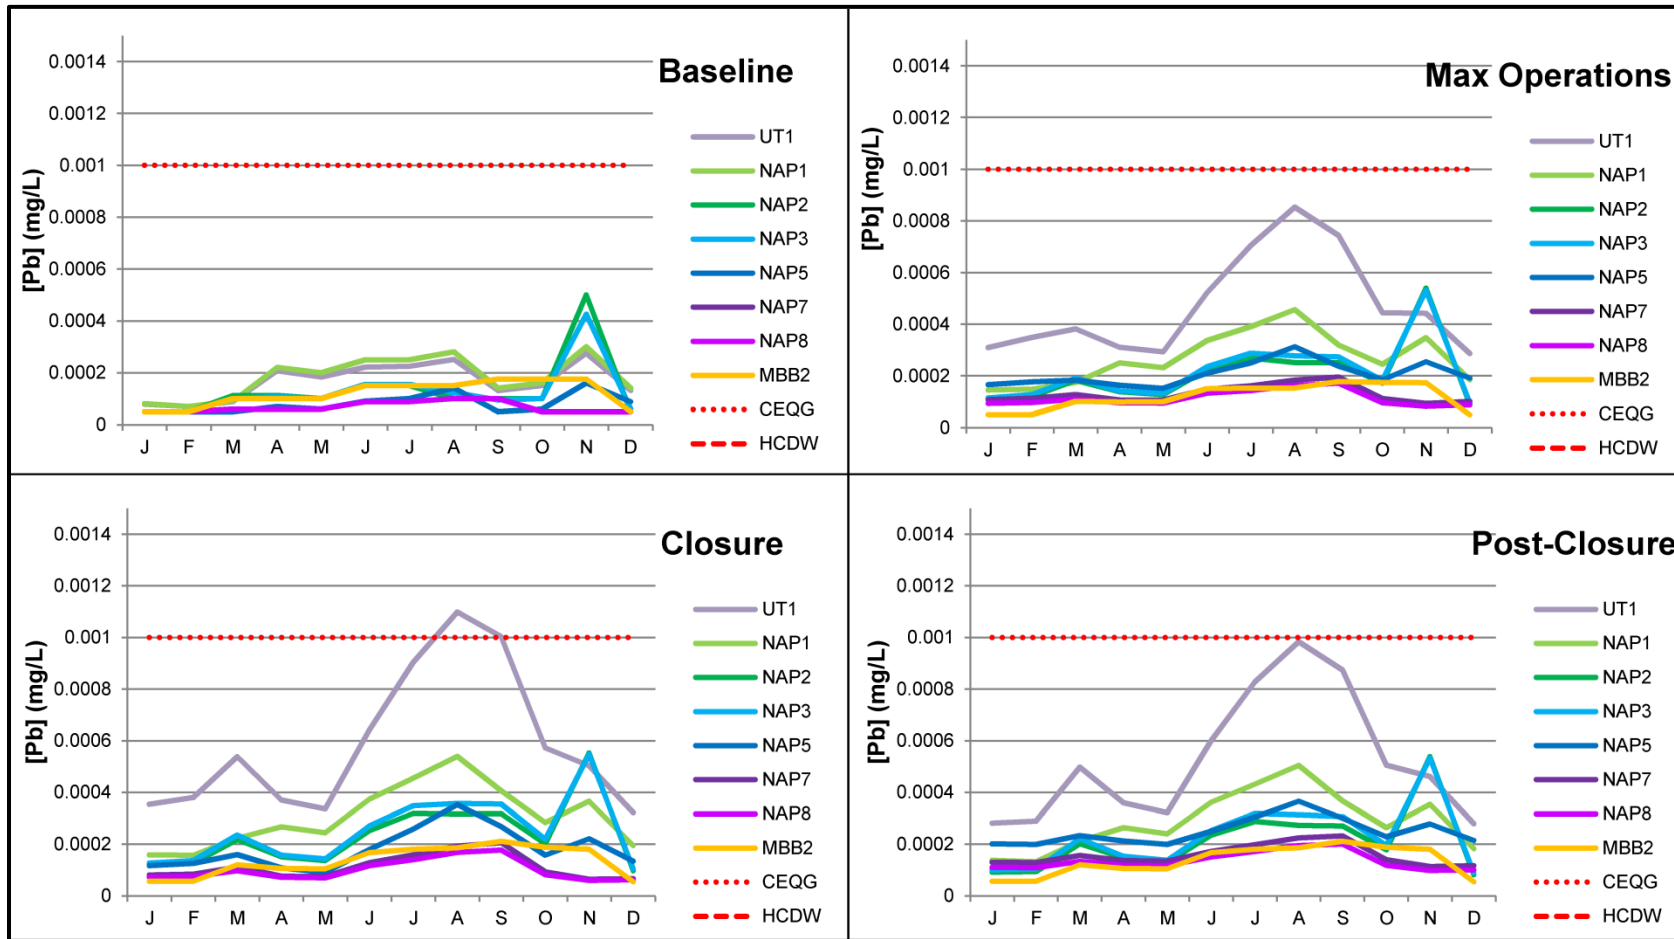 Baseline
[Pb] (mg/L)
0.0014
0.0012
0.001
0.0008
0.0006
0.0004
0.0002
0
J F M A M J J A S O N D
UT1
NAP1
NAP2
NAP3
NAP5
NAP7
NAP8
MBB2
CEQG
HCDW
Max Operations
[Pb] (mg/L)
0.0014
0.0012
0.001
0.0008
0.0006
0.0004
0.0002
0
J F M A M J J A S O N D
UT1
NAP1
NAP2
NAP3
NAP5
NAP7
NAP8
MBB2
CEQG
HCDW
Closure
[Pb] (mg/L)
0.0014
0.0012
0.001
0.0008
0.0006
0.0004
0.0002
0
J F M A M J J A S O N D
UT1
NAP1
NAP2
NAP3
NAP5
NAP7
NAP8
MBB2
CEQG
HCDW
Post-Closure
[Pb] (mg/L)
0.0014
0.0012
0.001
0.0008
0.0006
0.0004
0.0002
0
J F M A M J J A S O N D
UT1
NAP1
NAP2
NAP3
NAP5
NAP7
NAP8
MBB2
CEQG
HCDW